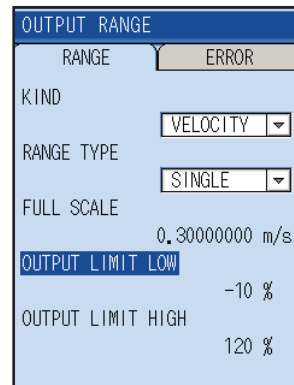 OUTPUT RANGE
RANGE ERROR
KIND
VELOCITY
RANGE TYPE
SINGLE
FULL SCALE
0.30000000 m/s
OUTPUT LIMIT LOW
-10 %
OUTPUT LIMIT HIGH
120 %